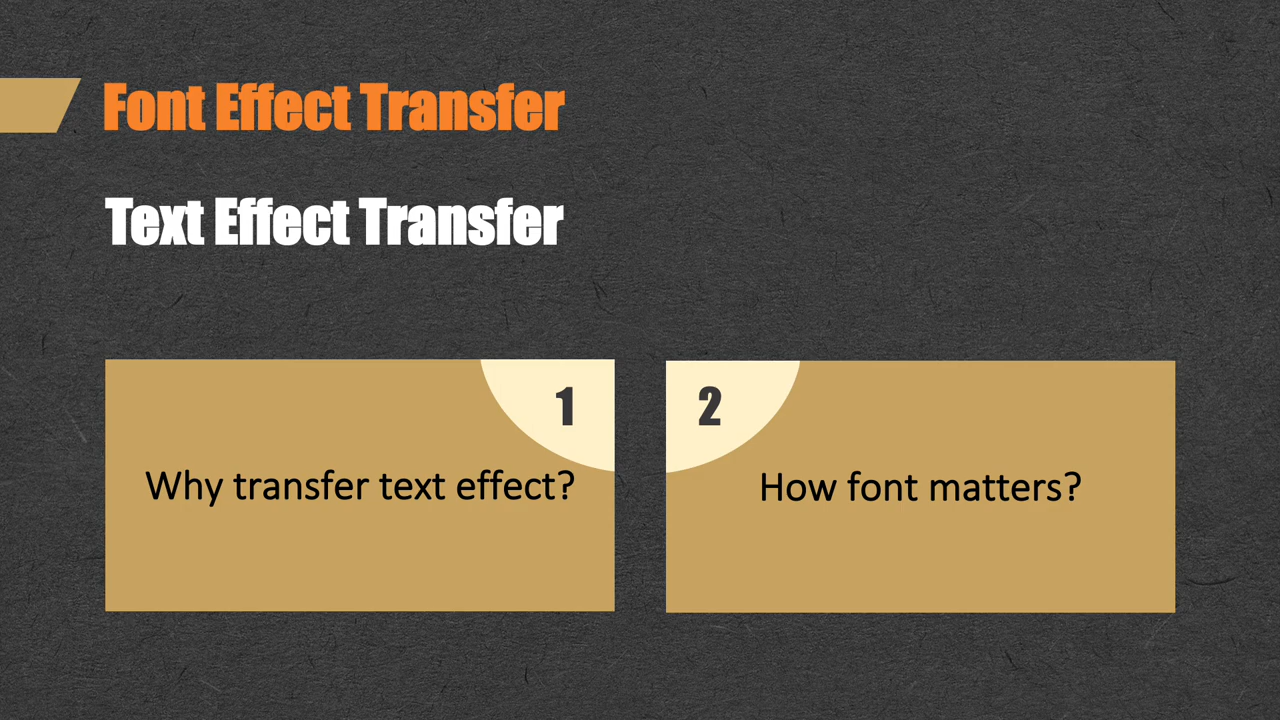 Font Effect Transfer
Text Effect Transfer
1
Why transfer text effect?
2
How font matters?